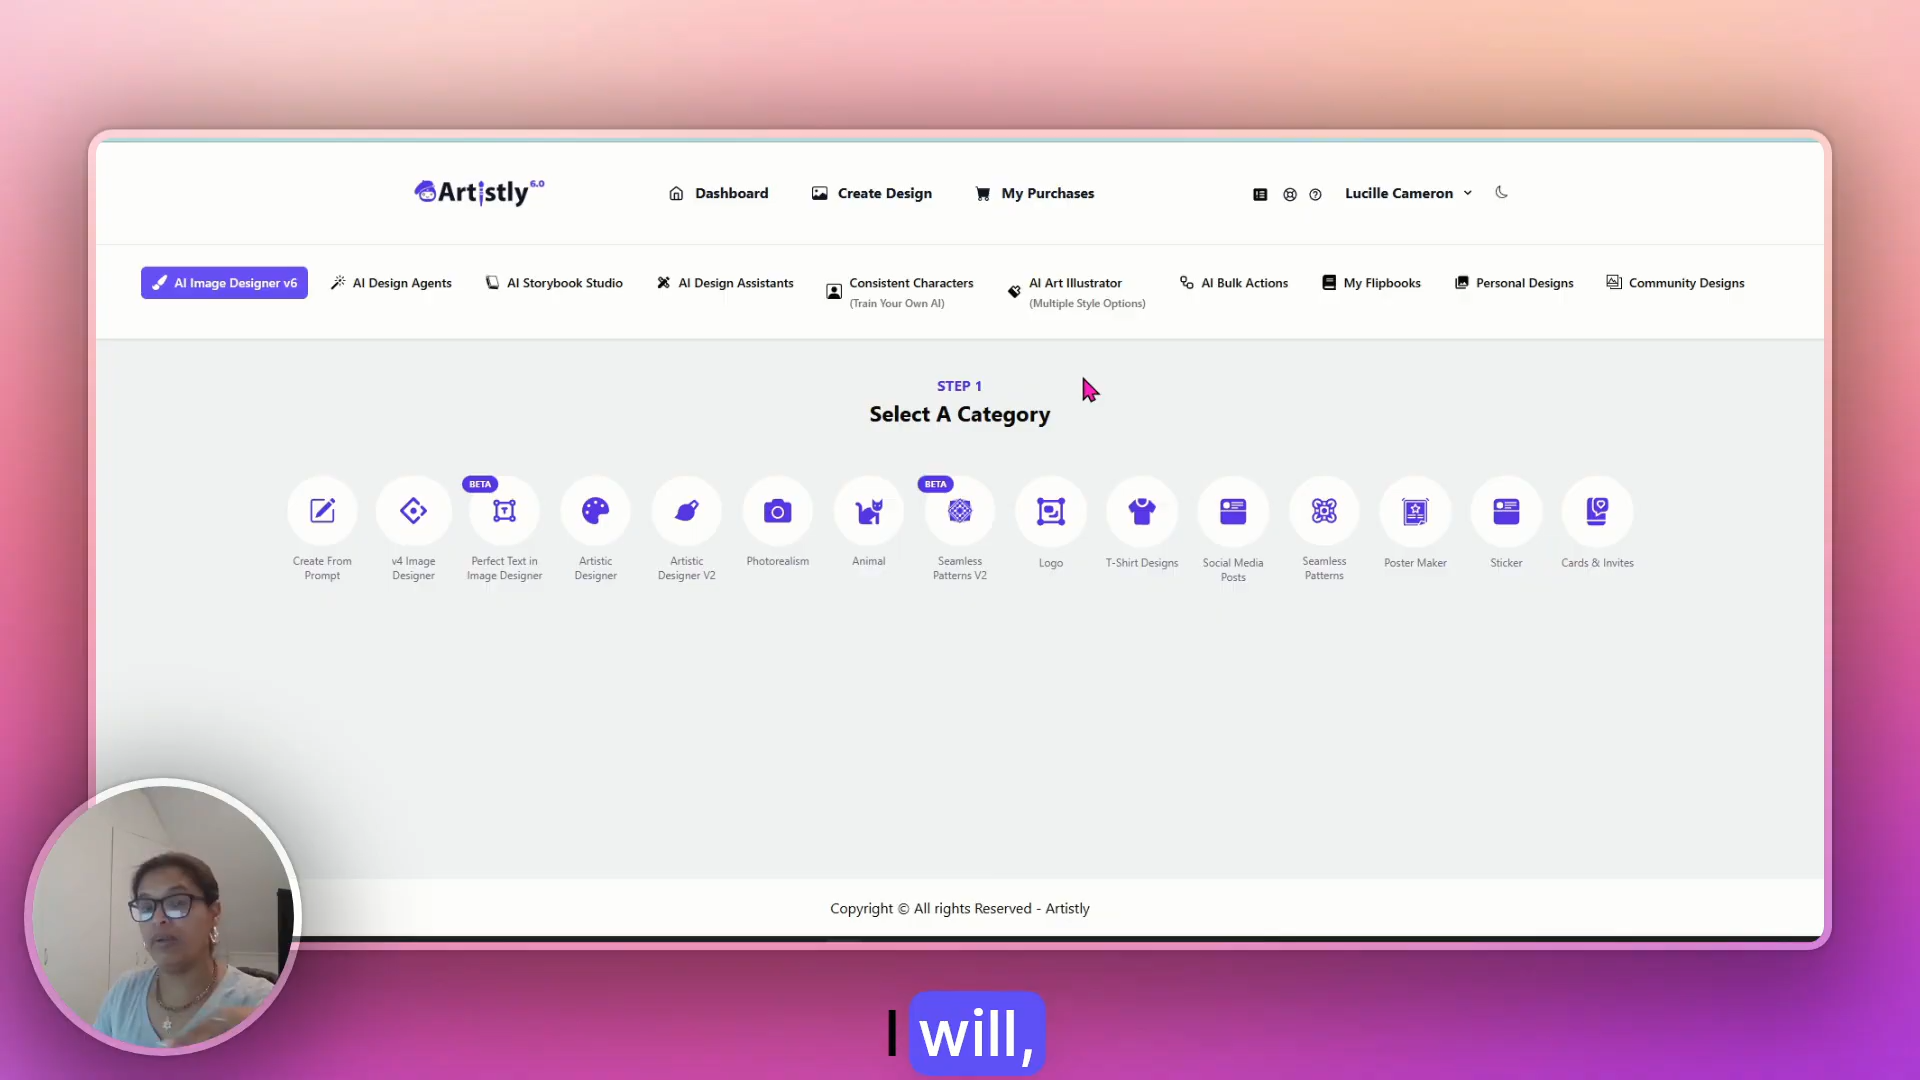 Artistly 6.0
Dashboard
Create Design
My Purchases
Lucille Cameron
AI Image Designer v6
AI Design Agents
AI Storybook Studio
AI Design Assistants
Consistent Characters
(Train Your Own AI)
AI Art Illustrator
(Multiple Style Options)
AI Bulk Actions
My Flipbooks
Personal Designs
Community Designs
STEP 1
Select A Category
Create From
Prompt
v4 Image
Designer
BETA
Perfect Text in
Image Designer
Artistic
Designer
Artistic
Designer V2
Photorealism
Animal
BETA
Seamless
Patterns V2
Logo
T-Shirt Designs
Social Media
Posts
Seamless
Patterns
Poster Maker
Sticker
Cards & Invites
Copyright © All rights Reserved - Artistly
I will,